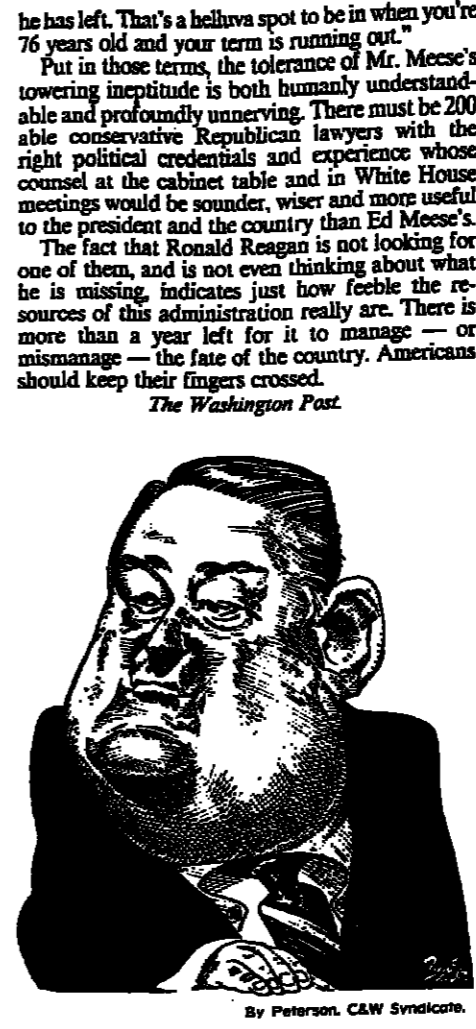 he has left. That's a helluva spot to be in when you're
76 years old and your term is running out."
Put in those terms, the tolerance of Mr. Meese's
towering ineptitude is both humanly understand-
able and profoundly unnerving. There must be 200
able conservative Republican lawyers with the
right political credentials and experience whose
counsel at the cabinet table and in White House
meetings would be sounder, wiser and more useful
to the president and the country than Ed Meese's.
The fact that Ronald Reagan is not looking for
one of them, and is not even thinking about what
he is missing, indicates just how feeble the re-
sources of this administration really are. There is
more than a year left for it to manage — or
mismanage — the fate of the country. Americans
should keep their fingers crossed.
The Washington Post.
By Peterson. C&W Syndicate.